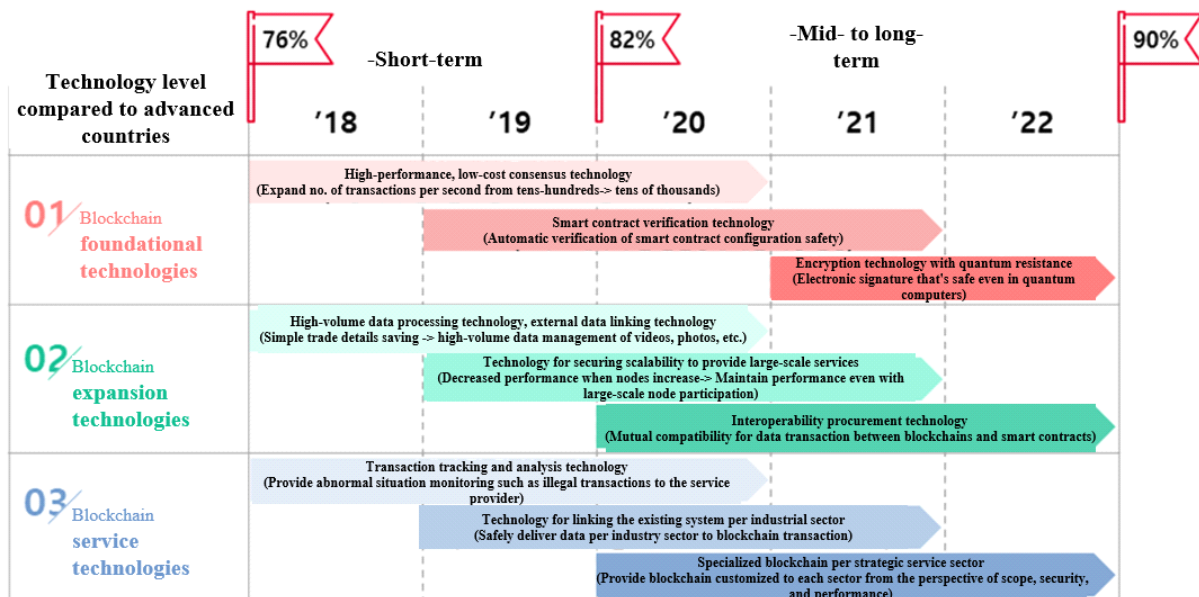 76%
-Short-term
82%
-Mid- to long-
term
90%
Technology level
compared to advanced
countries
’18
’19
’20
’21
’22
High-performance, low-cost consensus technology
(Expand no. of transactions per second from tens-hundreds-> tens of thousands)
01 Blockchain
foundational
technologies
Smart contract verification technology
(Automatic verification of smart contract configuration safety)
Encryption technology with quantum resistance
(Electronic signature that's safe even in quantum
computers)
High-volume data processing technology, external data linking technology
(Simple trade details saving -> high-volume data management of videos, photos, etc.)
02 Blockchain
expansion
technologies
Technology for securing scalability to provide large-scale services
(Decreased performance when nodes increase-> Maintain performance even with
large-scale node participation)
Interoperability procurement technology
(Mutual compatibility for data transaction between blockchains and smart contracts)
Transaction tracking and analysis technology
(Provide abnormal situation monitoring such as illegal transactions to the service
provider)
03 Blockchain
service
technologies
Technology for linking the existing system per industrial sector
(Safely deliver data per industry sector to blockchain transaction)
Specialized blockchain per strategic service sector
(Provide blockchain customized to each sector from the perspective of scope, security,
and performance)